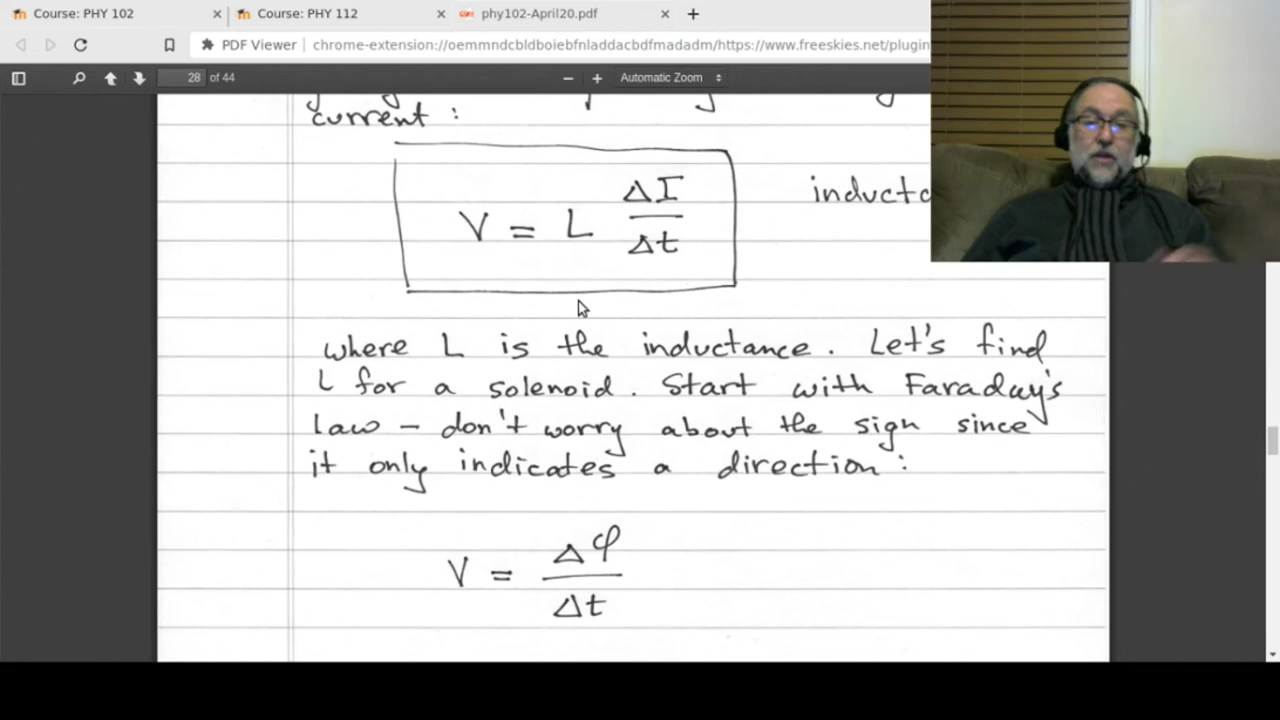 Course: PHY 102
Course: PHY 112
phy102-April20.pdf
PDF Viewer
chrome-extension://oemmndcbldboiebfnladdacbdfmadadm/https://www.freeskies.net/plugin
28 of 44
Automatic Zoom
current :
V = L ΔI/Δt
where L is the inductance. Let's find
L for a solenoid. Start with Faraday's
law – don't worry about the sign since
it only indicates a direction:
V = Δφ/Δt